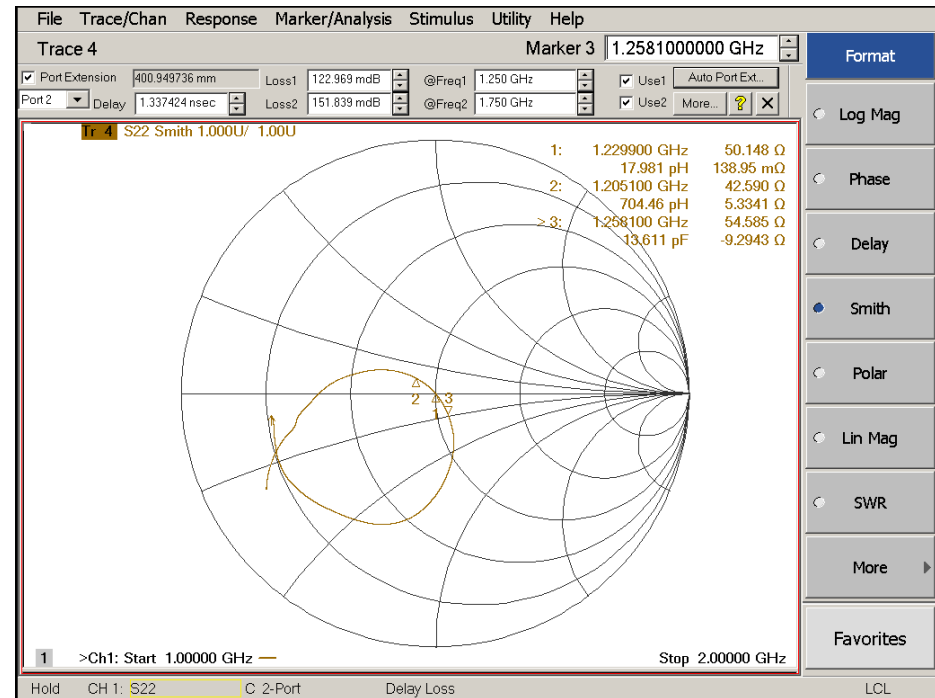 File Trace/Chan Response Marker/Analysis Stimulus Utility Help
Trace 4 Marker 3 1.2581000000 GHz
Port Extension 400.949736 mm Loss1 122.969 mdB @Freq1 1.250 GHz Use1 Auto Port Ext...
Port 2 Delay 1.337424 nsec Loss2 151.839 mdB @Freq2 1.750 GHz Use2 More... ? X
Tr 4 S22 Smith 1.000U/ 1.00U
1: 1.229900 GHz 50.148 Ω
17.981 pH 138.95 mΩ
2: 1.205100 GHz 42.590 Ω
704.46 pH 5.3341 Ω
> 3: 1.258100 GHz 54.585 Ω
13.611 pF -9.2943 Ω
2 3
1
1 >Ch1: Start 1.00000 GHz Stop 2.00000 GHz
Hold CH 1: S22 C 2-Port Delay Loss LCL
Format
Log Mag
Phase
Delay
Smith
Polar
Lin Mag
SWR
More
Favorites